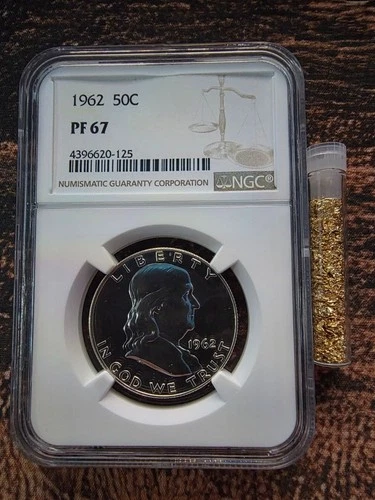 1962 50C
PF 67
4396620-125
NUMISMATIC GUARANTY CORPORATION
NGC®
LIBERTY
1962
IN GOD WE TRUST